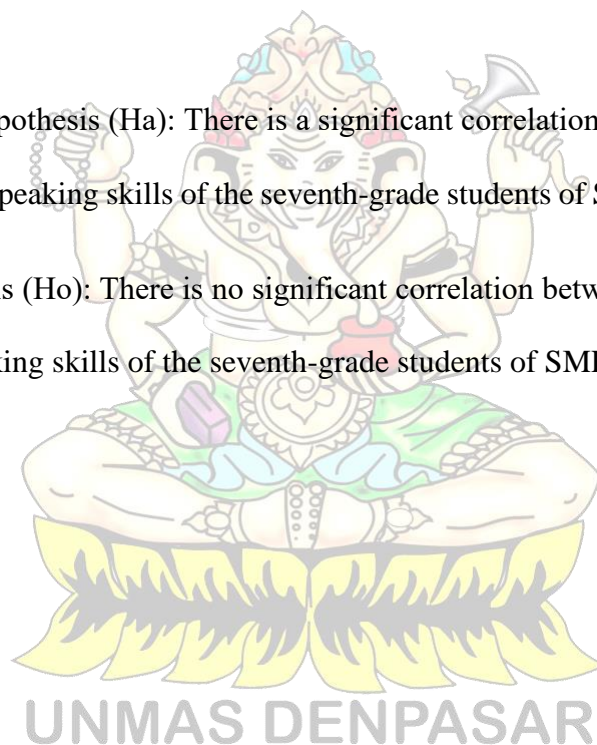 pothesis (Ha): There is a significant correlation
peaking skills of the seventh-grade students of S
s (Ho): There is no significant correlation betw
king skills of the seventh-grade students of SM
UNMAS DENPASAR